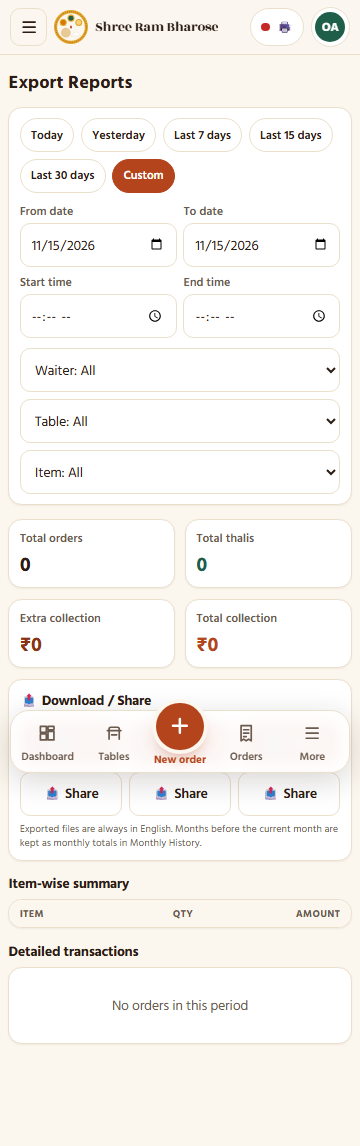 Shree Ram Bharose
OA
Export Reports
Today Yesterday Last 7 days Last 15 days
Last 30 days Custom
From date To date
11/15/2026 11/15/2026
Start time End time
--:-- -- --:-- --
Waiter: All
Table: All
Item: All
Total orders Total thalis
0 0
Extra collection Total collection
₹0 ₹0
Download / Share
Dashboard Tables New order Orders More
Share Share Share
Exported files are always in English. Months before the current month are
kept as monthly totals in Monthly History.
Item-wise summary
ITEM QTY AMOUNT
Detailed transactions
No orders in this period